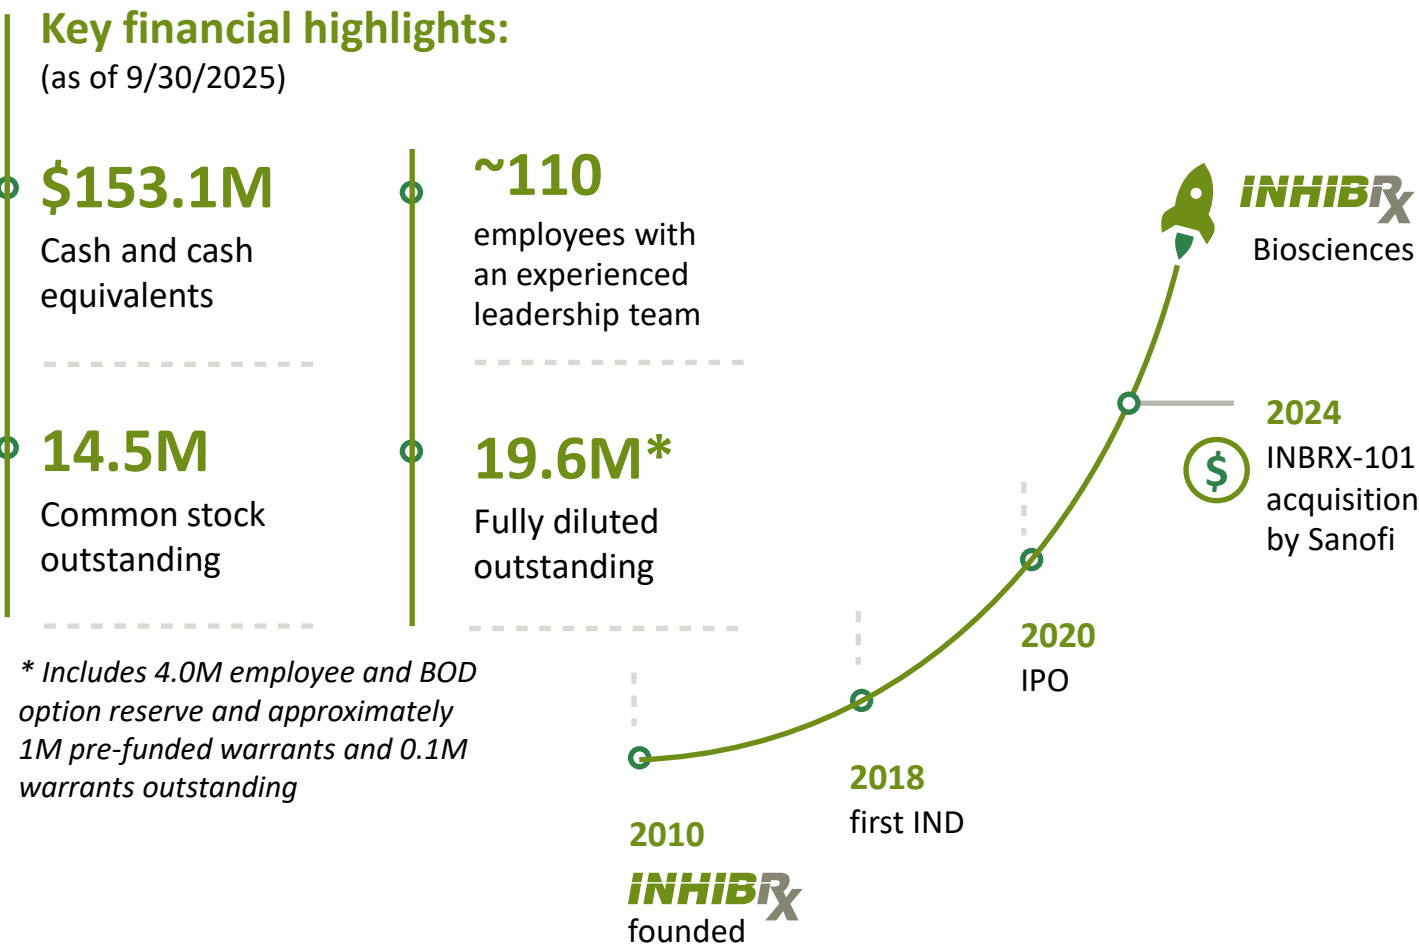 Key financial highlights:
(as of 9/30/2025)
$153.1M
Cash and cash
equivalents
~110
employees with
an experienced
leadership team
14.5M
Common stock
outstanding
19.6M*
Fully diluted
outstanding
* Includes 4.0M employee and BOD
option reserve and approximately
1M pre-funded warrants and 0.1M
warrants outstanding
2010
INHIBRX
founded
2018
first IND
2020
IPO
$
2024
INBRX-101
acquisition
by Sanofi
INHIBRX
Biosciences